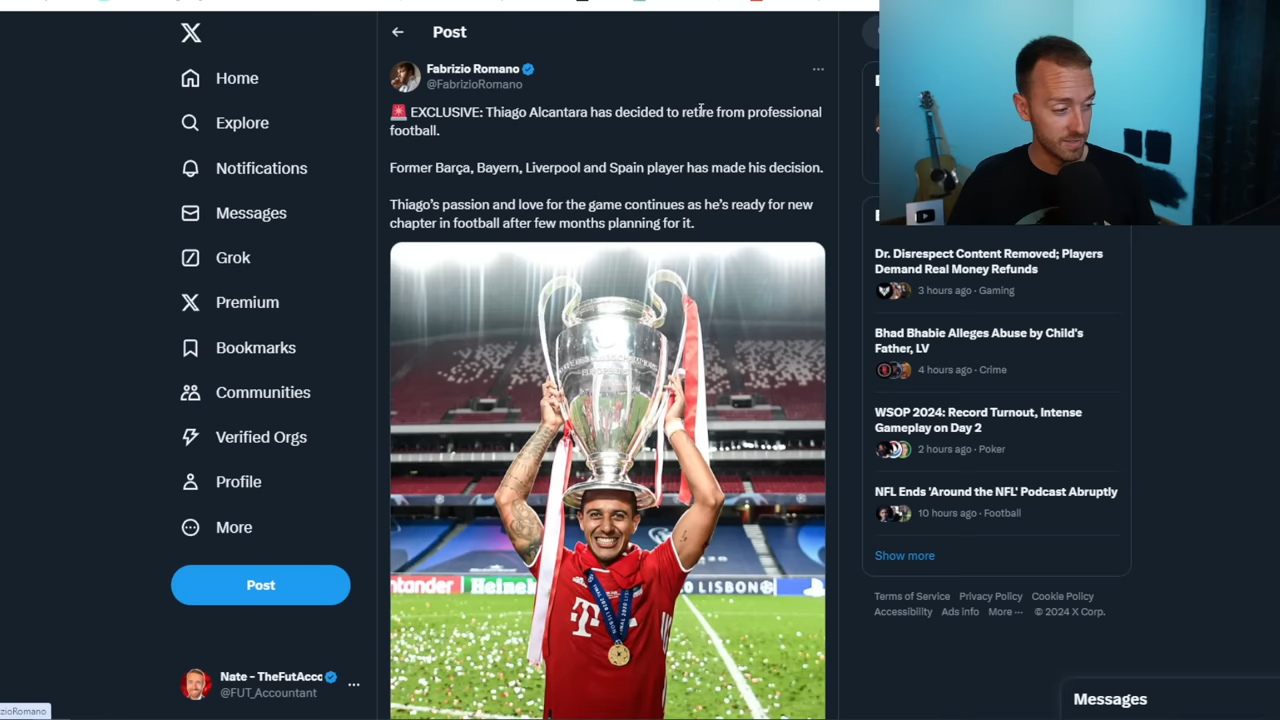 Post
Fabrizio Romano
@FabrizioRomano
EXCLUSIVE: Thiago Alcantara has decided to retire from professional
football.
Former Barça, Bayern, Liverpool and Spain player has made his decision.
Thiago's passion and love for the game continues as he's ready for new
chapter in football after few months planning for it.
Home
Explore
Notifications
Messages
Grok
Premium
Bookmarks
Communities
Verified Orgs
Profile
More
Post
Nate - TheFutAcc
@FUT_Accountant
zioRomano
Heineke
LISBON
T
Dr. Disrespect Content Removed; Players
Demand Real Money Refunds
3 hours ago · Gaming
Bhad Bhabie Alleges Abuse by Child's
Father, LV
4 hours ago · Crime
WSOP 2024: Record Turnout, Intense
Gameplay on Day 2
2 hours ago · Poker
NFL Ends 'Around the NFL' Podcast Abruptly
10 hours ago · Football
Show more
Terms of Service Privacy Policy Cookie Policy
Accessibility Ads info More ··· © 2024 X Corp.
Messages